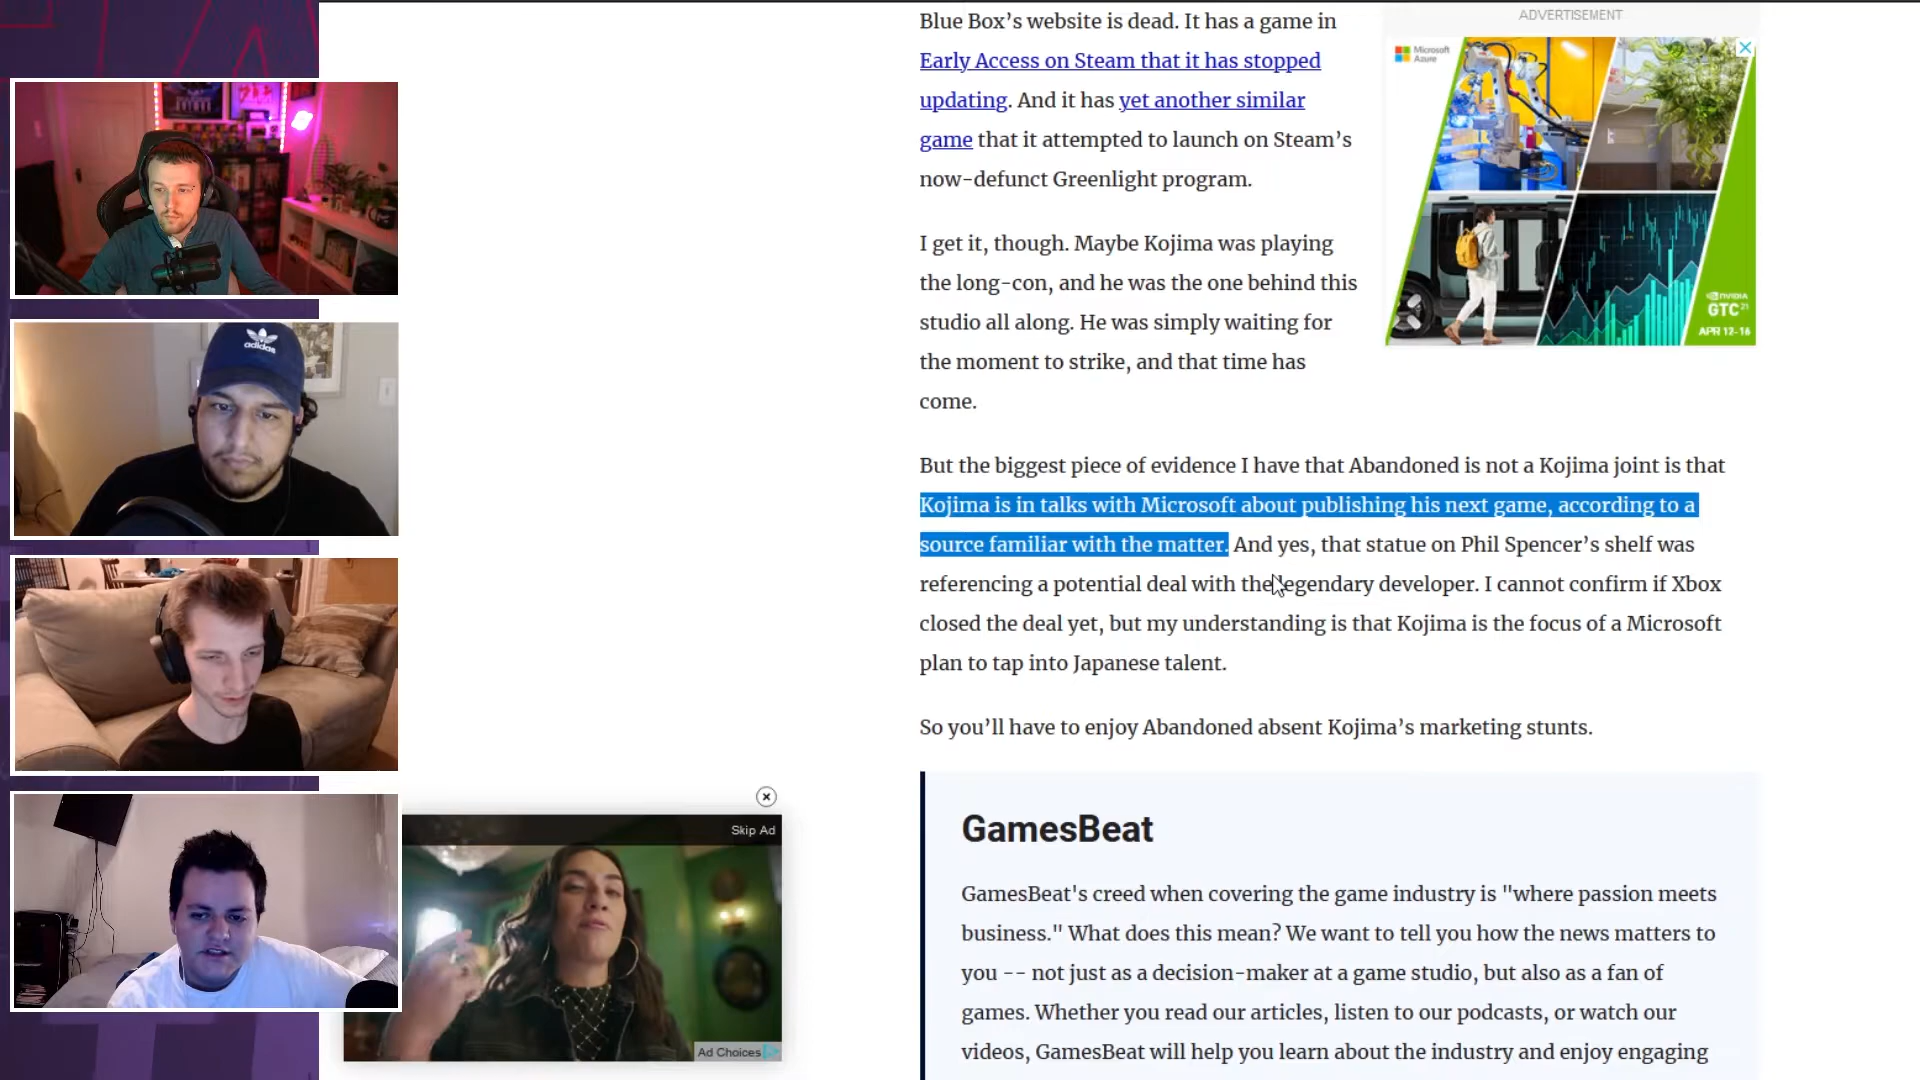 Blue Box’s website is dead. It has a game in
Early Access on Steam that it has stopped
updating. And it has yet another similar
game that it attempted to launch on Steam’s
now-defunct Greenlight program.
I get it, though. Maybe Kojima was playing
the long-con, and he was the one behind this
studio all along. He was simply waiting for
the moment to strike, and that time has
come.
ADVERTISEMENT
Microsoft
Azure
NVIDIA
GTC21
APR 12-16
But the biggest piece of evidence I have that Abandoned is not a Kojima joint is that
Kojima is in talks with Microsoft about publishing his next game, according to a
source familiar with the matter. And yes, that statue on Phil Spencer’s shelf was
referencing a potential deal with the legendary developer. I cannot confirm if Xbox
closed the deal yet, but my understanding is that Kojima is the focus of a Microsoft
plan to tap into Japanese talent.
So you’ll have to enjoy Abandoned absent Kojima’s marketing stunts.
GamesBeat
GamesBeat's creed when covering the game industry is "where passion meets
business." What does this mean? We want to tell you how the news matters to
you -- not just as a decision-maker at a game studio, but also as a fan of
games. Whether you read our articles, listen to our podcasts, or watch our
videos, GamesBeat will help you learn about the industry and enjoy engaging
adidas
Skip Ad
Ad Choices